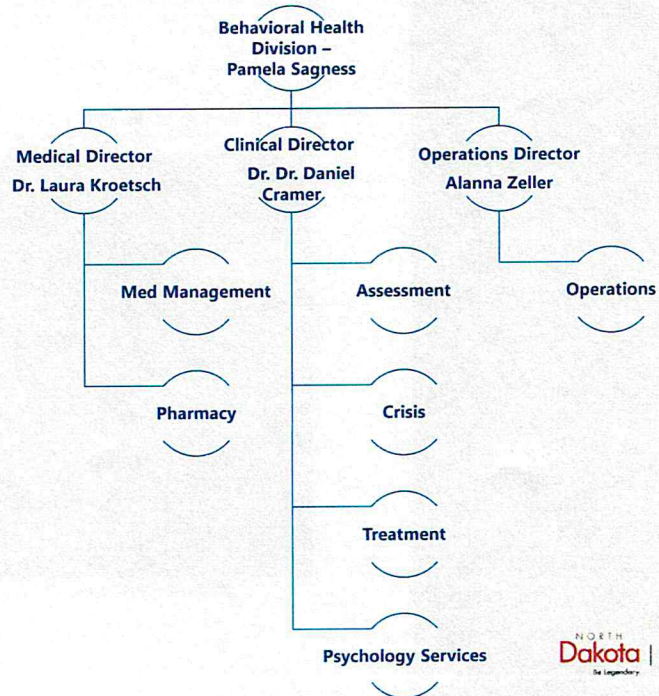 Behavioral Health
Division –
Pamela Sagness
Medical Director
Dr. Laura Kroetsch
Clinical Director
Dr. Dr. Daniel
Cramer
Operations Director
Alanna Zeller
Med Management
Assessment
Operations
Pharmacy
Crisis
Treatment
Psychology Services
NORTH
Dakota
Be Legendary